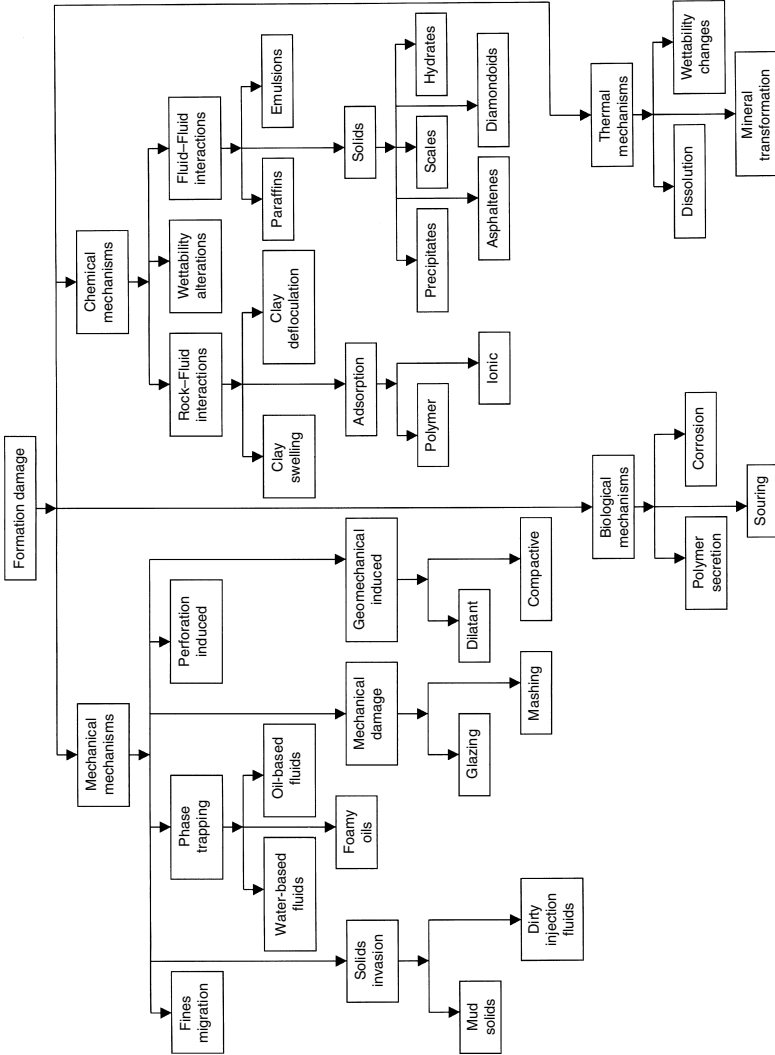 Formation damage
Mechanical
mechanisms
Chemical
mechanisms
Fines
migration
Phase
trapping
Perforation
induced
Rock–Fluid
interactions
Wettability
alterations
Fluid–Fluid
interactions
Water-based
fluids
Oil-based
fluids
Clay
swelling
Clay
defloculation
Paraffins
Emulsions
Solids
invasion
Foamy
oils
Mechanical
damage
Geomechanical
induced
Adsorption
Solids
Mud
solids
Glazing
Dilatant
Polymer
Precipitates
Scales
Hydrates
Dirty
injection
fluids
Mashing
Compactive
Ionic
Asphaltenes
Diamondoids
Biological
mechanisms
Thermal
mechanisms
Polymer
secretion
Corrosion
Dissolution
Wettability
changes
Souring
Mineral
transformation